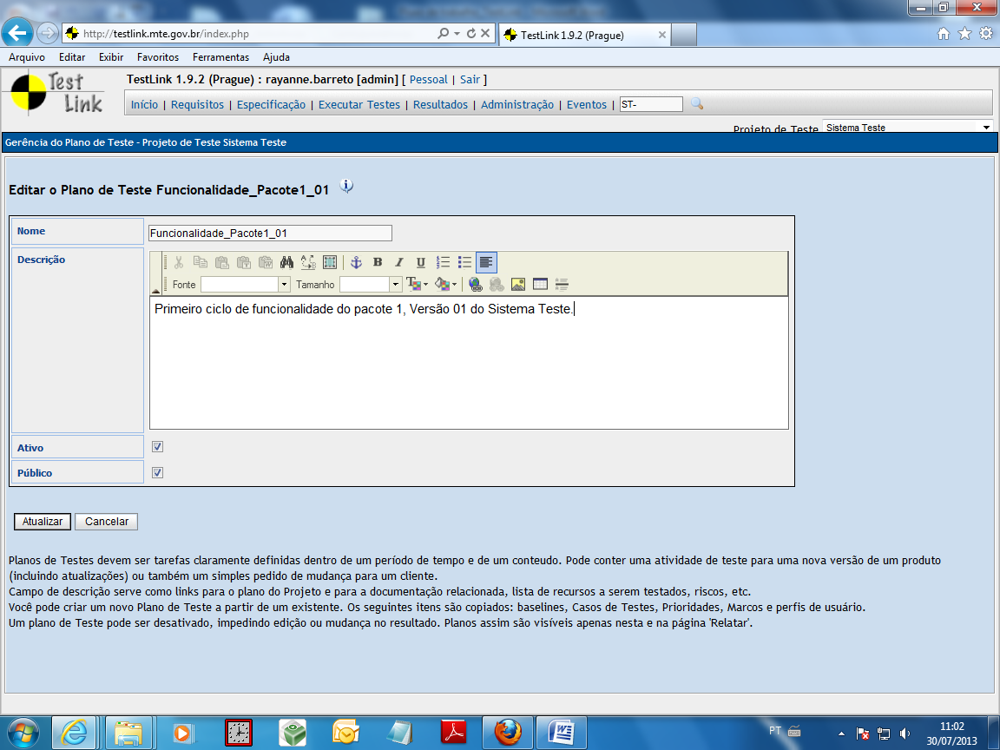 http://testlink.mte.gov.br/index.php
TestLink 1.9.2 (Prague)
Arquivo Editar Exibir Favoritos Ferramentas Ajuda
Test Link
TestLink 1.9.2 (Prague) : rayanne.barreto [admin] [ Pessoal | Sair ]
Início | Requisitos | Especificação | Executar Testes | Resultados | Administração | Eventos | ST-
Projeto de Teste Sistema Teste
Gerência do Plano de Teste - Projeto de Teste Sistema Teste
Editar o Plano de Teste Funcionalidade_Pacote1_01
Nome Funcionalidade_Pacote1_01
Descrição
Fonte Tamanho
Primeiro ciclo de funcionalidade do pacote 1, Versão 01 do Sistema Teste.
Ativo
Público
Atualizar Cancelar
Planos de Testes devem ser tarefas claramente definidas dentro de um período de tempo e de um conteudo. Pode conter uma atividade de teste para uma nova versão de um produto
(incluindo atualizações) ou também um simples pedido de mudança para um cliente.
Campo de descrição serve como links para o plano do Projeto e para a documentação relacionada, lista de recursos a serem testados, riscos, etc.
Você pode criar um novo Plano de Teste a partir de um existente. Os seguintes itens são copiados: baselines, Casos de Testes, Prioridades, Marcos e perfis de usuário.
Um plano de Teste pode ser desativado, impedindo edição ou mudança no resultado. Planos assim são visíveis apenas nesta e na página 'Relatar'.
PT
11:02
30/07/2013